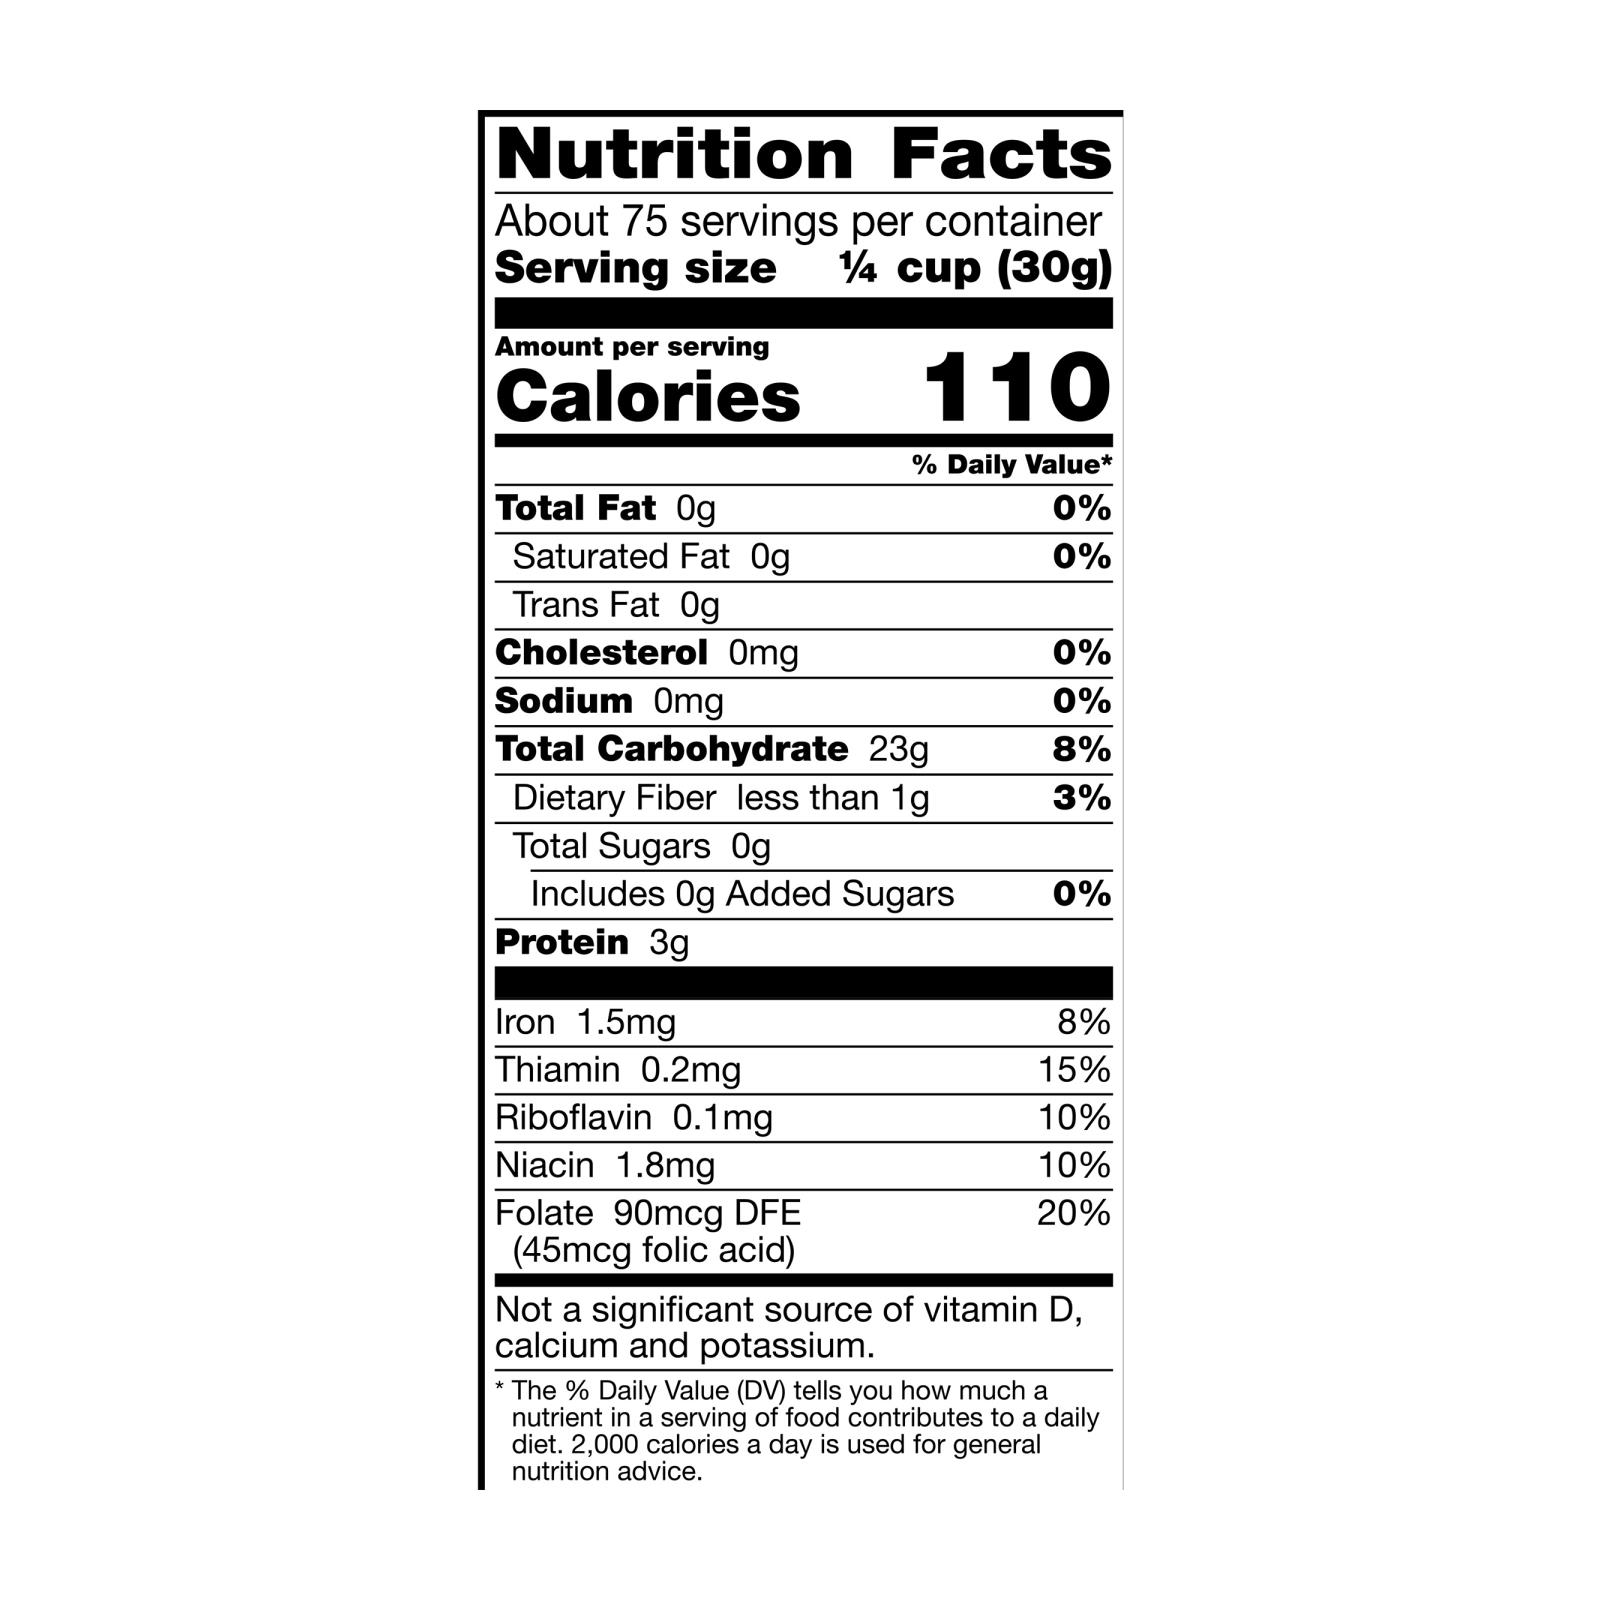 Nutrition Facts
About 75 servings per container
Serving size ¼ cup (30g)
Amount per serving
Calories 110
% Daily Value*
Total Fat 0g 0%
Saturated Fat 0g 0%
Trans Fat 0g
Cholesterol 0mg 0%
Sodium 0mg 0%
Total Carbohydrate 23g 8%
Dietary Fiber less than 1g 3%
Total Sugars 0g
Includes 0g Added Sugars 0%
Protein 3g
Iron 1.5mg 8%
Thiamin 0.2mg 15%
Riboflavin 0.1mg 10%
Niacin 1.8mg 10%
Folate 90mcg DFE 20%
(45mcg folic acid)
Not a significant source of vitamin D,
calcium and potassium.
* The % Daily Value (DV) tells you how much a
nutrient in a serving of food contributes to a daily
diet. 2,000 calories a day is used for general
nutrition advice.